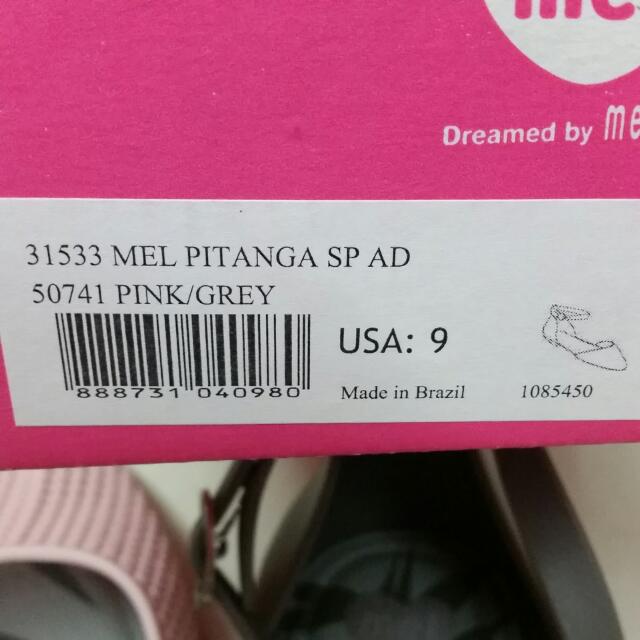 Dreamed by
31533 MEL PITANGA SP AD
50741 PINK/GREY
USA: 9
888731 040980
Made in Brazil
1085450